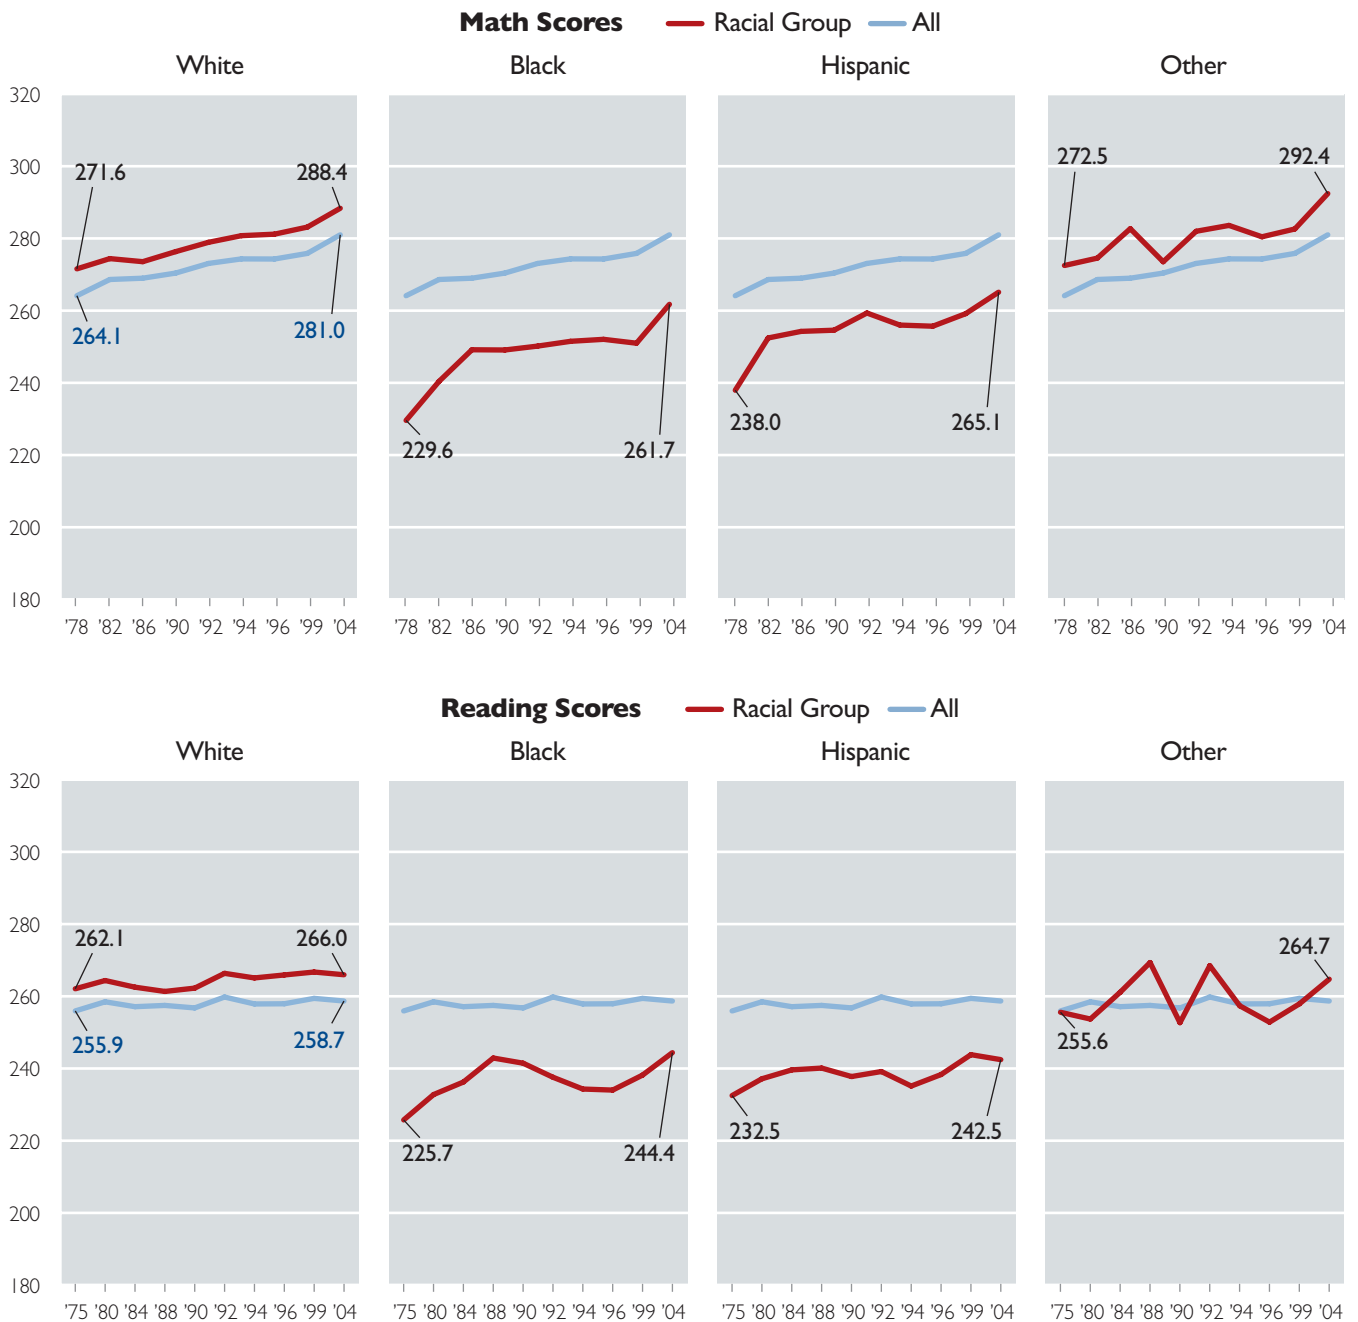 Math Scores Racial Group All
White Black Hispanic Other
320
300
280
260
240
220
200
180
271.6 288.4
264.1 281.0
229.6 261.7
238.0 265.1
272.5 292.4
'78 '82 '86 '90 '92 '94 '96 '99 '04
'78 '82 '86 '90 '92 '94 '96 '99 '04
'78 '82 '86 '90 '92 '94 '96 '99 '04
'78 '82 '86 '90 '92 '94 '96 '99 '04
Reading Scores Racial Group All
White Black Hispanic Other
320
300
280
260
240
220
200
180
262.1 266.0
255.9 258.7
225.7 244.4
232.5 242.5
264.7
255.6
'75 '80 '84 '88 '90 '92 '94 '96 '99 '04
'75 '80 '84 '88 '90 '92 '94 '96 '99 '04
'75 '80 '84 '88 '90 '92 '94 '96 '99 '04
'75 '80 '84 '88 '90 '92 '94 '96 '99 '04